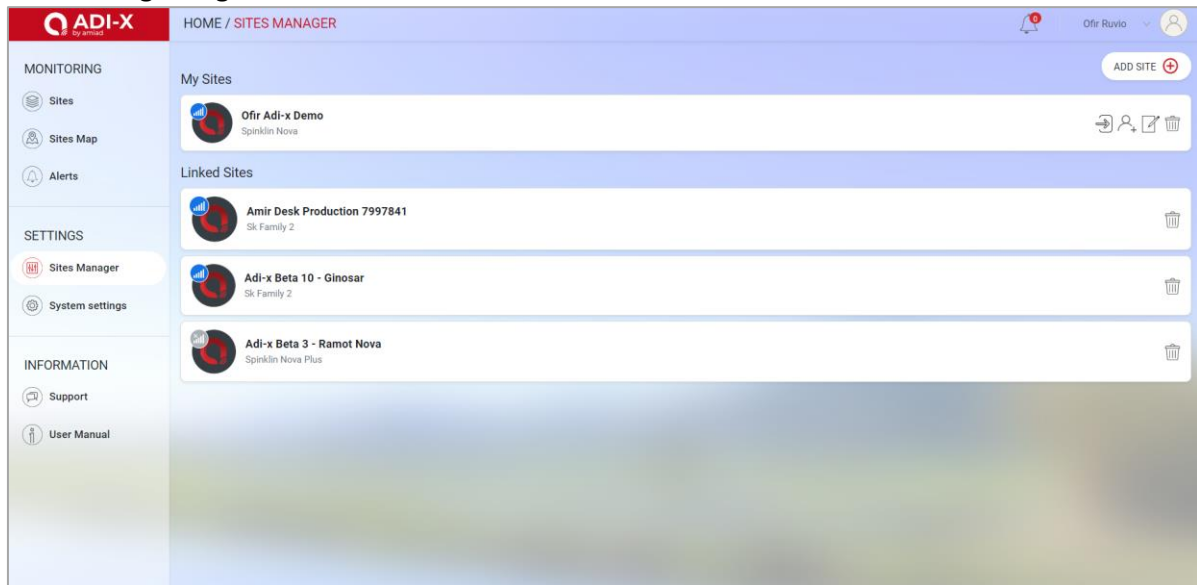 ADI-X
by amiad
HOME / SITES MANAGER
0
Ofir Ruvio
MONITORING
Sites
Sites Map
Alerts
SETTINGS
Sites Manager
System settings
INFORMATION
Support
User Manual
ADD SITE
My Sites
Ofir Adi-x Demo
Spinklin Nova
Linked Sites
Amir Desk Production 7997841
Sk Family 2
Adi-x Beta 10 - Ginosar
Sk Family 2
Adi-x Beta 3 - Ramot Nova
Spinklin Nova Plus